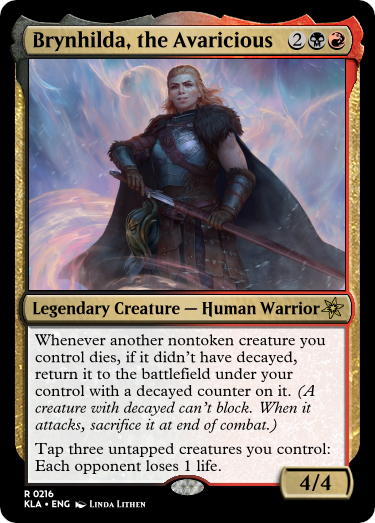 Brynhilda, the Avaricious 2
Legendary Creature — Human Warrior
Whenever another nontoken creature you
control dies, if it didn't have decayed,
return it to the battlefield under your
control with a decayed counter on it. (A
creature with decayed can't block. When it
attacks, sacrifice it at end of combat.)
Tap three untapped creatures you control:
Each opponent loses 1 life.
4/4
R 0216
KLA • ENG Linda Lithen